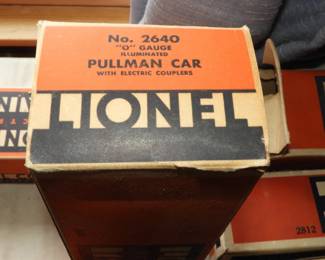 No. 2640
"O" GAUGE
ILLUMINATED
PULLMAN CAR
WITH ELECTRIC COUPLERS
LIONEL
2812